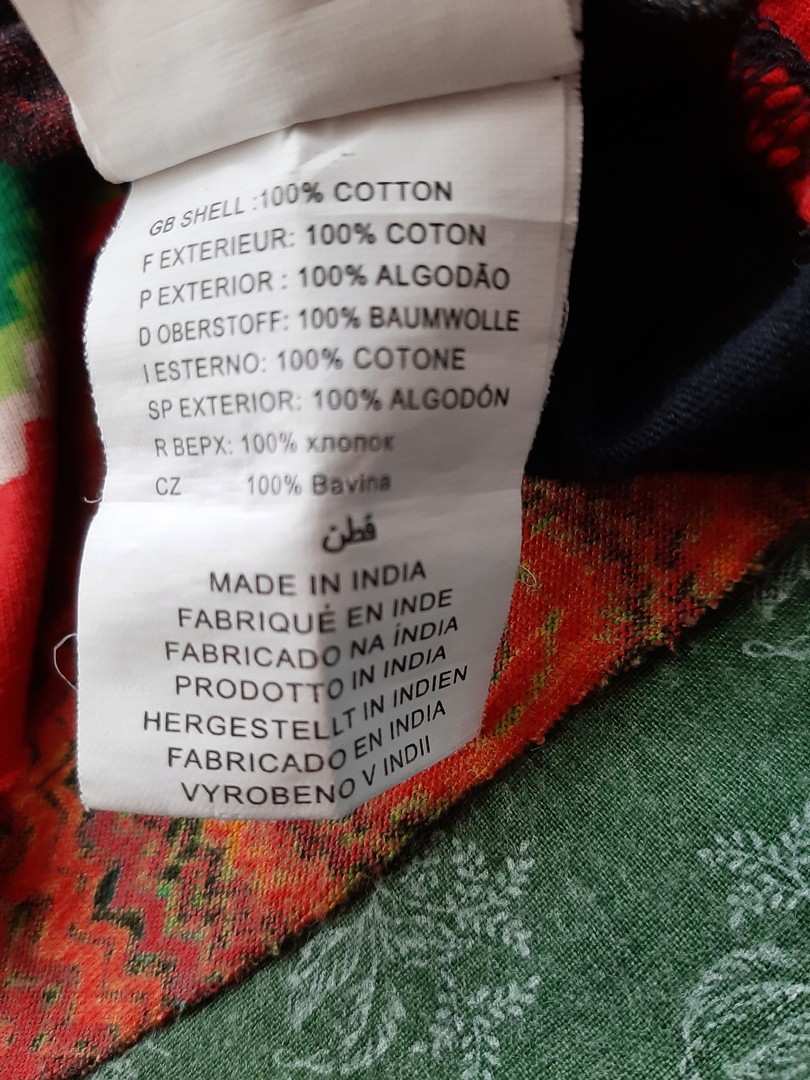 GB SHELL :100% COTTON
F EXTERIEUR: 100% COTON
P EXTERIOR : 100% ALGODÃO
D OBERSTOFF: 100% BAUMWOLLE
I ESTERNO: 100% COTONE
SP EXTERIOR: 100% ALGODÓN
R ВЕРХ: 100% хлопок
CZ 100% Bavina
قطن
MADE IN INDIA
FABRIQUÉ EN INDE
FABRICADO NA ÍNDIA
PRODOTTO IN INDIA
HERGESTELLT IN INDIEN
FABRICADO EN INDIA
VYROBENO V INDII